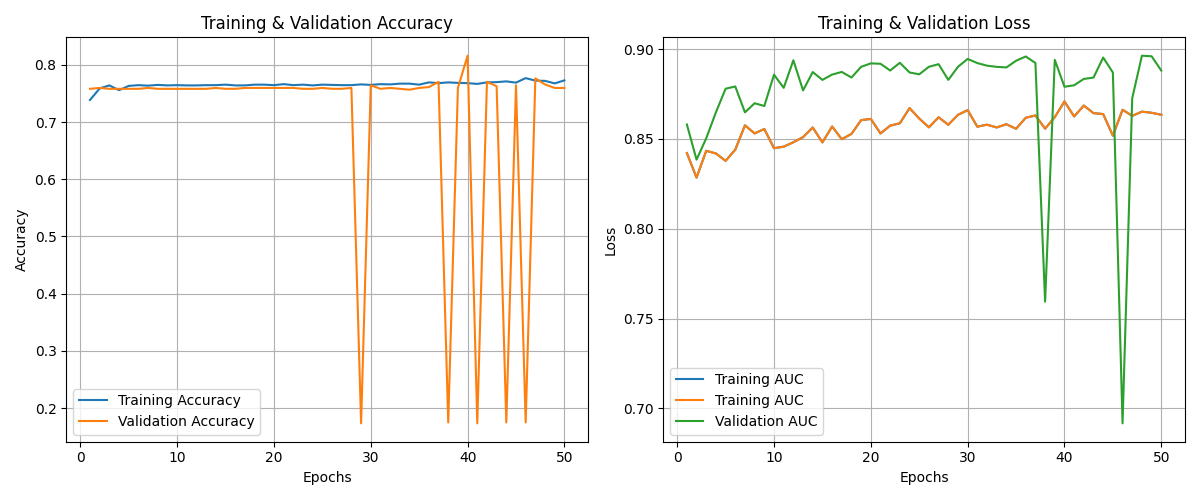 Training & Validation Accuracy
Accuracy
0.8
0.7
0.6
0.5
0.4
0.3
0.2
Training Accuracy
Validation Accuracy
0 10 20 30 40 50
Epochs
Training & Validation Loss
Loss
0.90
0.85
0.80
0.75
0.70
Training AUC
Training AUC
Validation AUC
0 10 20 30 40 50
Epochs